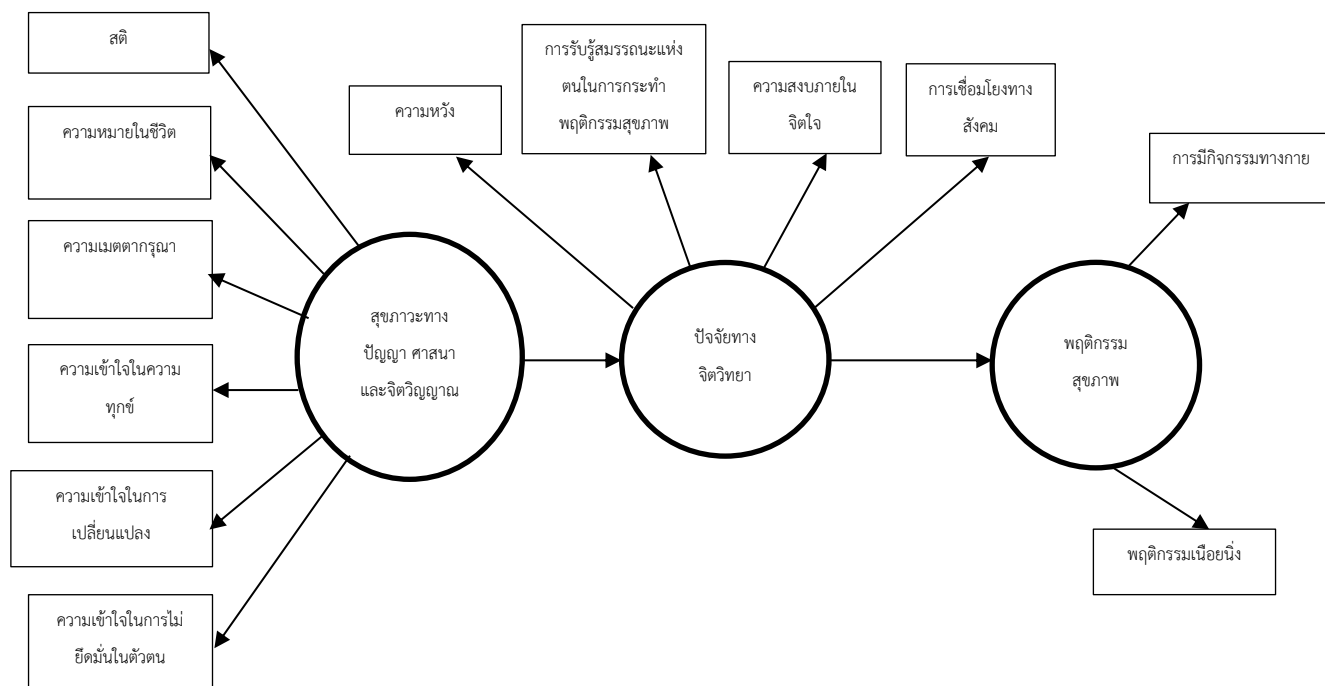 สติ
ความหมายในชีวิต
ความเมตตากรุณา
ความเข้าใจในความ
ทุกข์
ความเข้าใจในการ
เปลี่ยนแปลง
ความเข้าใจในการไม่
ยึดมั่นในตัวตน
สุขภาวะทาง
ปัญญา ศาสนา
และจิตวิญญาณ
ความหวัง
การรับรู้สมรรถนะแห่ง
ตนในการกระทำ
พฤติกรรมสุขภาพ
ความสงบภายใน
จิตใจ
การเชื่อมโยงทาง
สังคม
ปัจจัยทาง
จิตวิทยา
การมีกิจกรรมทางกาย
พฤติกรรม
สุขภาพ
พฤติกรรมเนือยนิ่ง